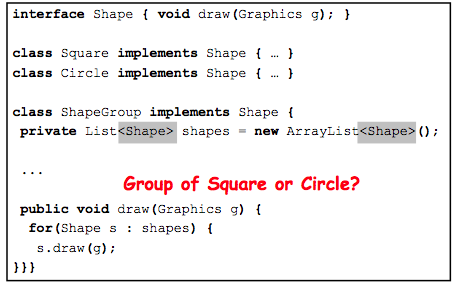 interface Shape { void draw(Graphics g); }
class Square implements Shape { … }
class Circle implements Shape { … }
class ShapeGroup implements Shape {
private List<Shape> shapes = new ArrayList<Shape>();
...
Group of Square or Circle?
public void draw(Graphics g) {
for(Shape s : shapes) {
s.draw(g);
}}}